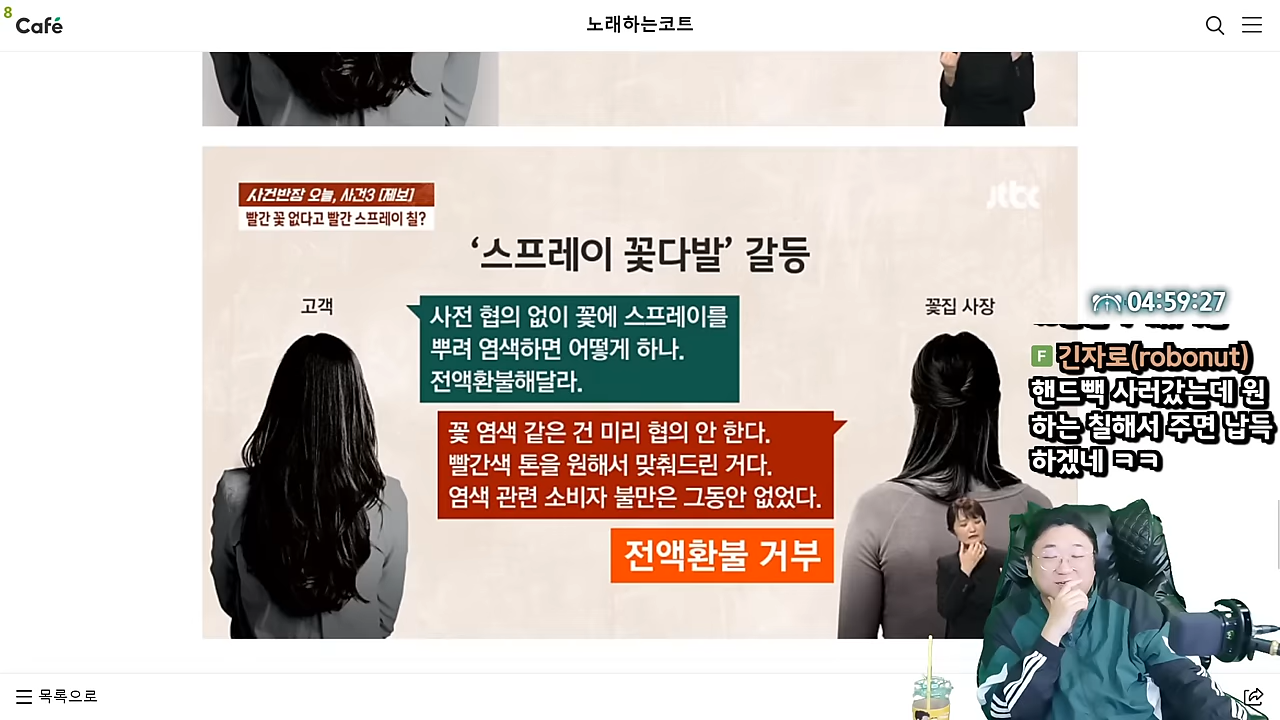 8
Café
노래하는코트
사건반장 오늘, 사건3 [제보]
빨간 꽃 없다고 빨간 스프레이 칠?
jtbc
‘스프레이 꽃다발’ 갈등
고객
꽃집 사장
사전 협의 없이 꽃에 스프레이를
뿌려 염색하면 어떻게 하나.
전액환불해달라.
꽃 염색 같은 건 미리 협의 안 한다.
빨간색 톤을 원해서 맞춰드린 거다.
염색 관련 소비자 불만은 그동안 없었다.
전액환불 거부
04:59:27
F 긴자로(robonut)
핸드빽 사러갔는데 원
하는 칠해서 주면 납득
하겠네 ㅋㅋ
목록으로